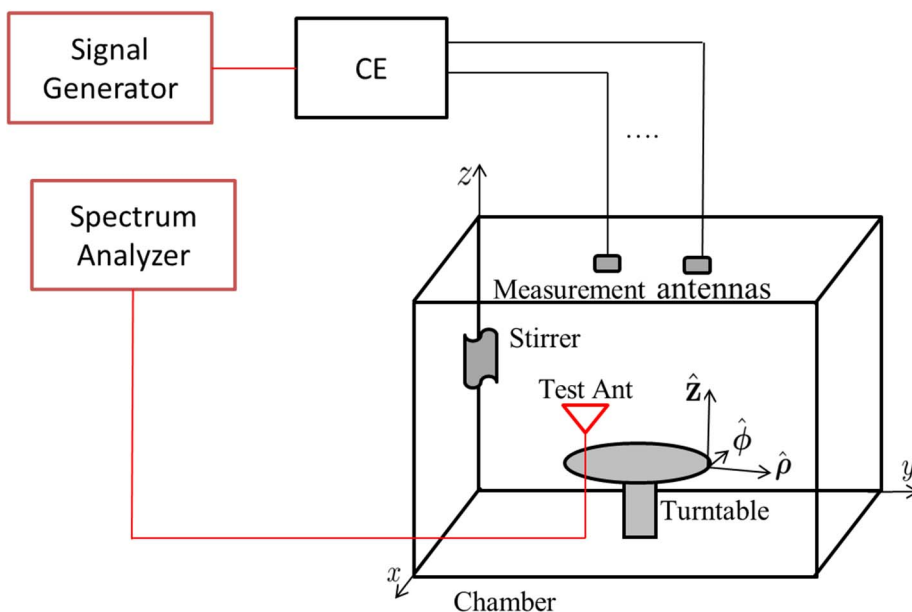 Signal
Generator
CE
....
Spectrum
Analyzer
z
Measurement antennas
Stirrer
Test Ant
ẑ
ϕ̂
ρ̂
y
Turntable
x
Chamber